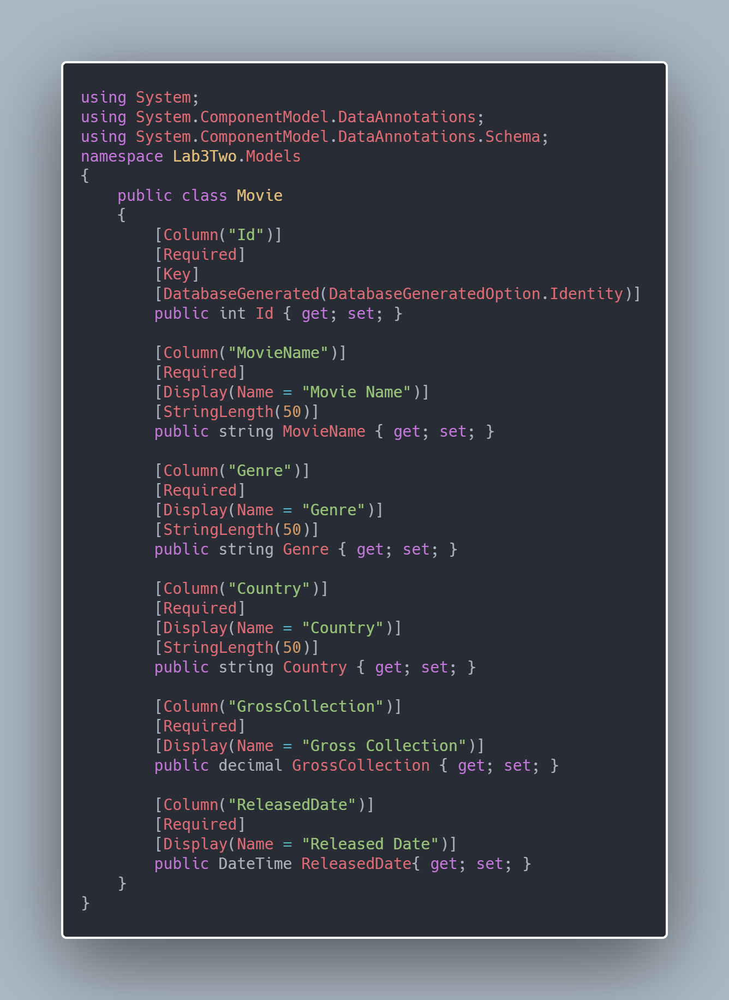 using System;
using System.ComponentModel.DataAnnotations;
using System.ComponentModel.DataAnnotations.Schema;
namespace Lab3Two.Models
{
    public class Movie
    {
        [Column("Id")]
        [Required]
        [Key]
        [DatabaseGenerated(DatabaseGeneratedOption.Identity)]
        public int Id { get; set; }

        [Column("MovieName")]
        [Required]
        [Display(Name = "Movie Name")]
        [StringLength(50)]
        public string MovieName { get; set; }

        [Column("Genre")]
        [Required]
        [Display(Name = "Genre")]
        [StringLength(50)]
        public string Genre { get; set; }

        [Column("Country")]
        [Required]
        [Display(Name = "Country")]
        [StringLength(50)]
        public string Country { get; set; }

        [Column("GrossCollection")]
        [Required]
        [Display(Name = "Gross Collection")]
        public decimal GrossCollection { get; set; }

        [Column("ReleasedDate")]
        [Required]
        [Display(Name = "Released Date")]
        public DateTime ReleasedDate{ get; set; }
    }
}